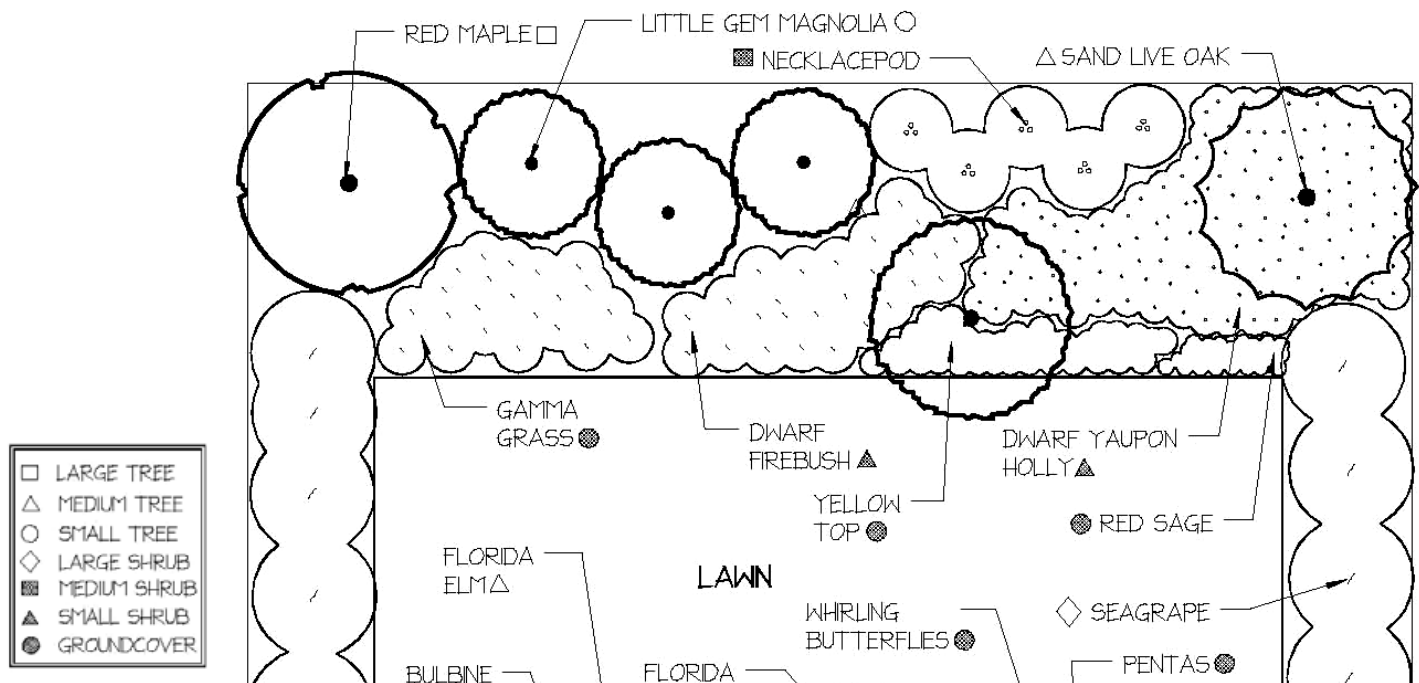 RED MAPLE
LITTLE GEM MAGNOLIA
NECKLACEPOD
SAND LIVE OAK
GAMMA
GRASS
DWARF
FIREBUSH
DWARF YAUPON
HOLLY
YELLOW
TOP
RED SAGE
LARGE TREE
MEDIUM TREE
SMALL TREE
LARGE SHRUB
MEDIUM SHRUB
SMALL SHRUB
GROUNDCOVER
FLORIDA
ELM
LAWN
WHIRLING
BUTTERFLIES
SEAGRAPE
BULBINE
FLORIDA
PENTAS